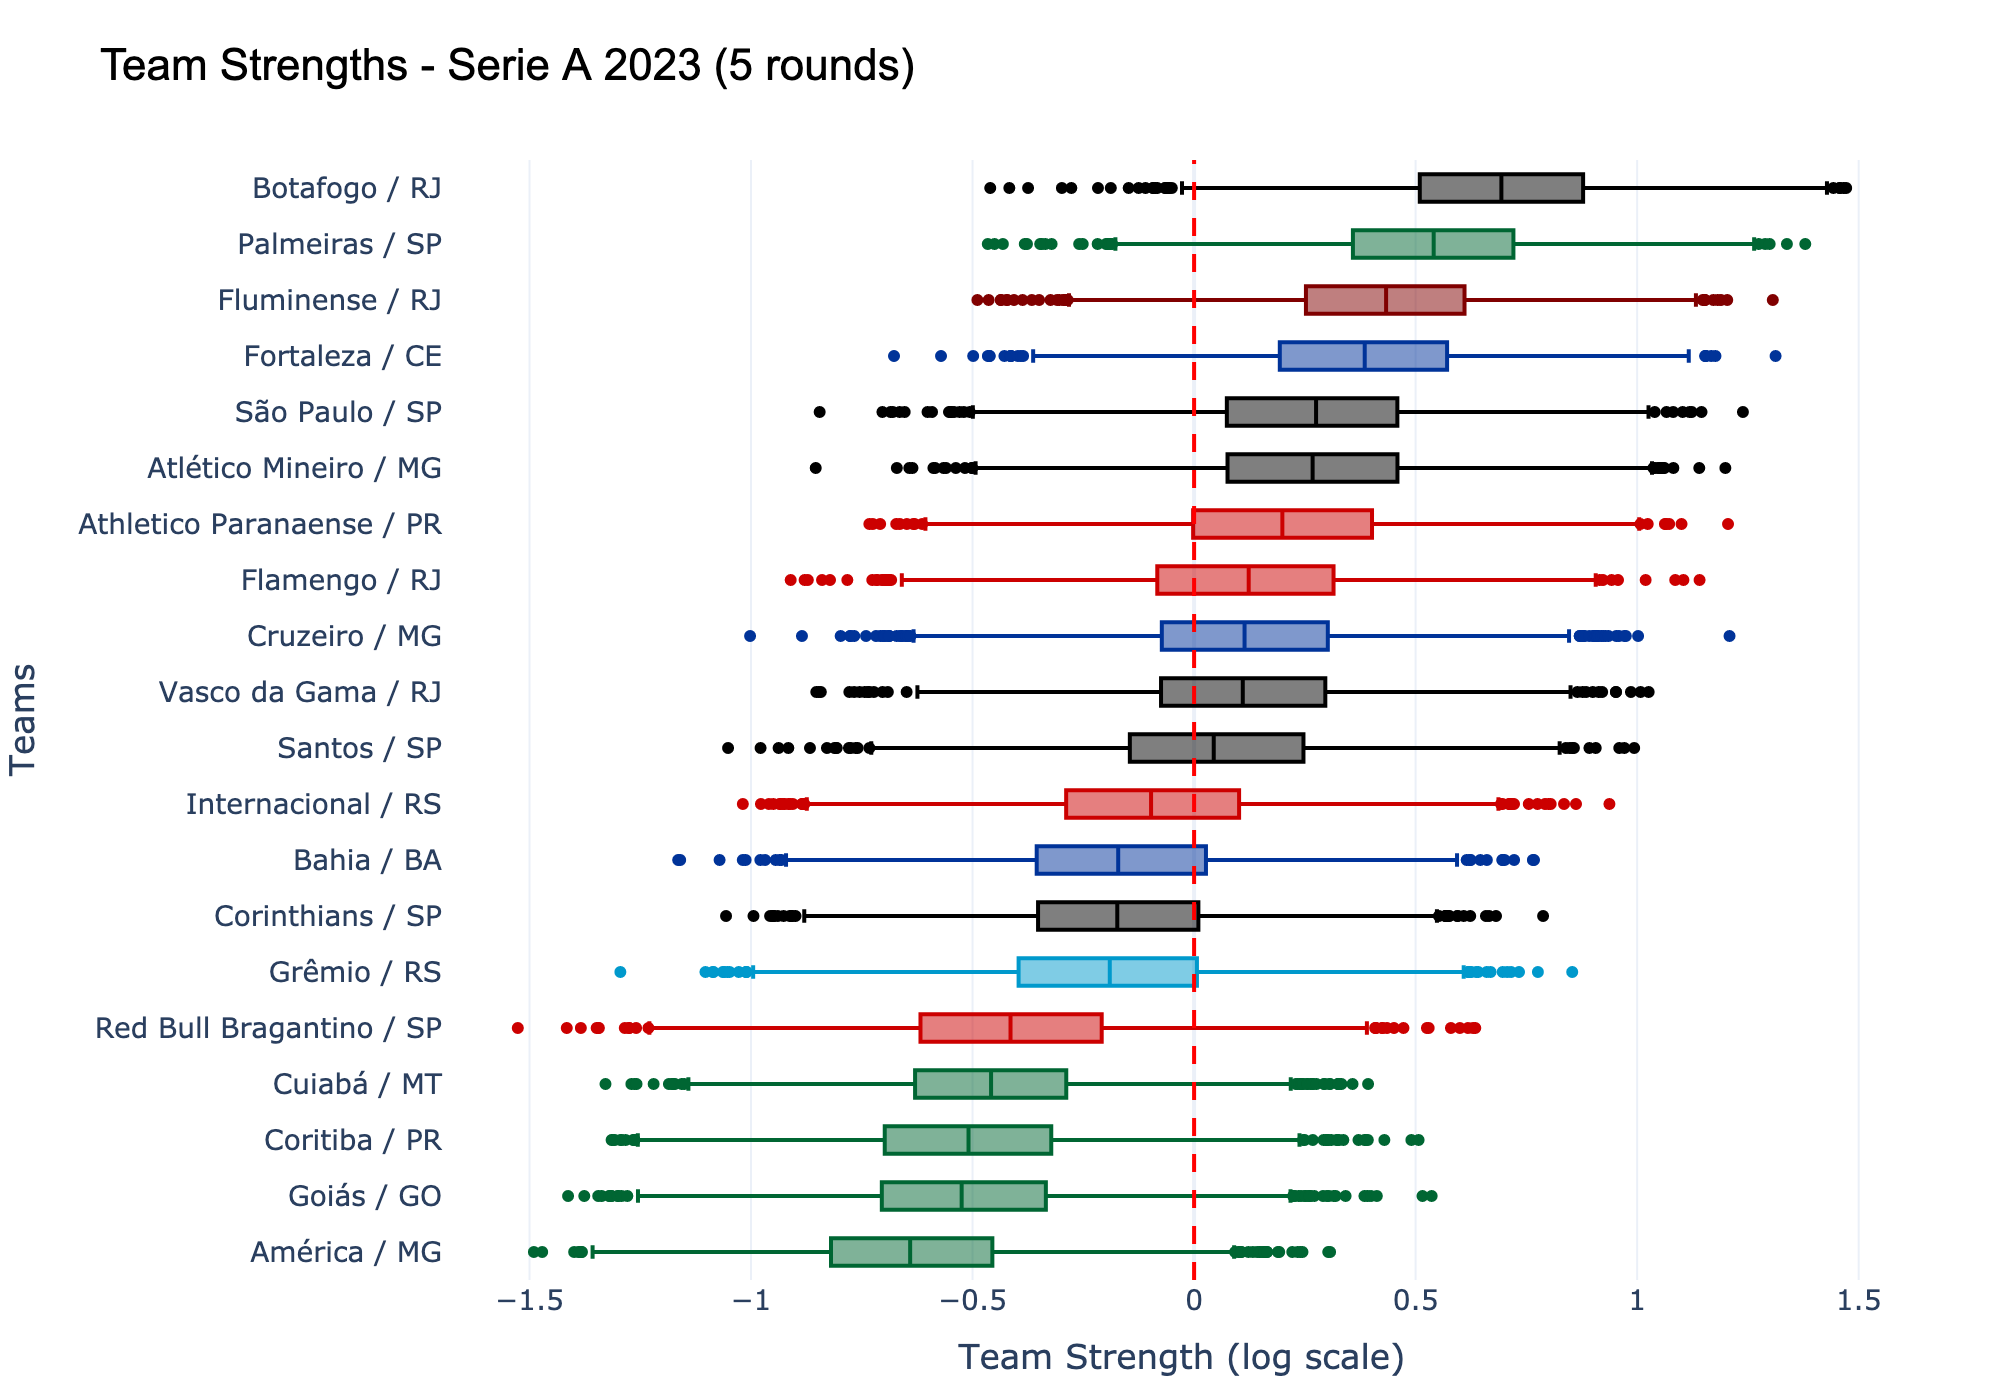 Team Strengths - Serie A 2023 (5 rounds)
Botafogo / RJ
Palmeiras / SP
Fluminense / RJ
Fortaleza / CE
São Paulo / SP
Atlético Mineiro / MG
Athletico Paranaense / PR
Flamengo / RJ
Cruzeiro / MG
Vasco da Gama / RJ
Santos / SP
Internacional / RS
Bahia / BA
Corinthians / SP
Grêmio / RS
Red Bull Bragantino / SP
Cuiabá / MT
Coritiba / PR
Goiás / GO
América / MG
Teams
−1.5 −1 −0.5 0 0.5 1 1.5
Team Strength (log scale)